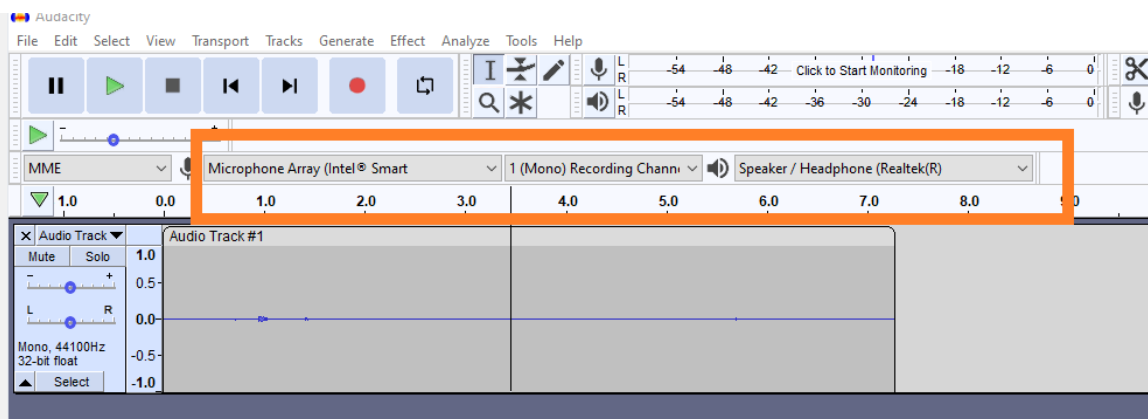 Audacity
File Edit Select View Transport Tracks Generate Effect Analyze Tools Help
L
R
-54 -48 -42 Click to Start Monitoring -18 -12 -6 0
L
R
-54 -48 -42 -36 -30 -24 -18 -12 -6 0
- +
MME Microphone Array (Intel® Smart 1 (Mono) Recording Chann Speaker / Headphone (Realtek(R)
1.0 0.0 1.0 2.0 3.0 4.0 5.0 6.0 7.0 8.0 9.0
X Audio Track Audio Track #1
Mute Solo 1.0
- + 0.5
L R 0.0
Mono, 44100Hz
32-bit float -0.5
Select -1.0